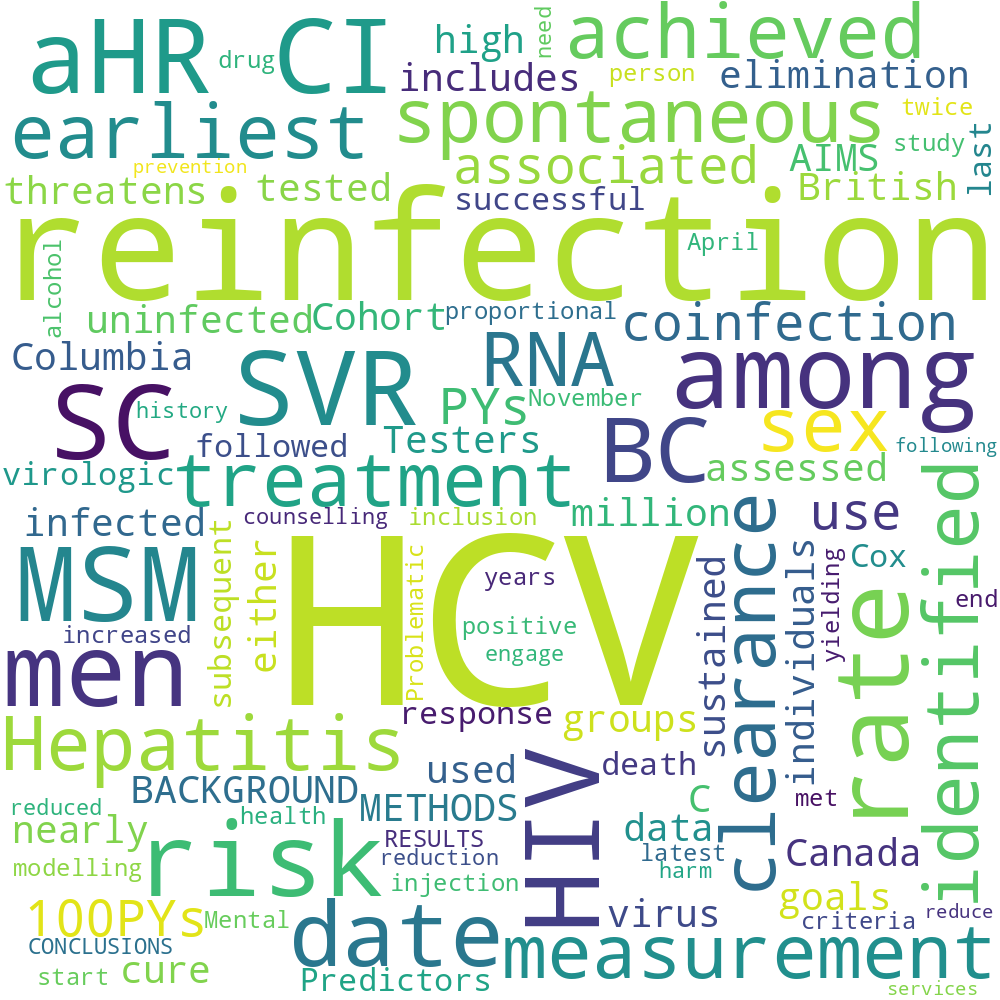 aHR
drug
CI
high
need
achieved
includes
person
elimination
earliest
spontaneous
twice
prevention
associated
AIMS
study
last
threatens
tested
successful
British
reinfection
April
alcohol
uninfected
Cohort
proportional
coinfection
Columbia
SVR
RNA
among
SC
history
PYs
November
BC
sex
followed
Testers
following
virologic
treatment
assessed
infected
counselling
inclusion
million
clearance
use
identified
MSM
subsequent
either
HCV
Problematic
years
sustained
individuals
yielding
Cox
rate
end
increased
positive
men
engage
response
groups
Hepatitis
HIV
death
BACKGROUND
used
C
met
reduced
health
METHODS
data
nearly
risk
RESULTS
latest
Canada
modelling
reduction
harm
injection
goals
100PYs
Mental
date
virus
criteria
reduce
CONCLUSIONS
measurement
start
cure
Predictors
services